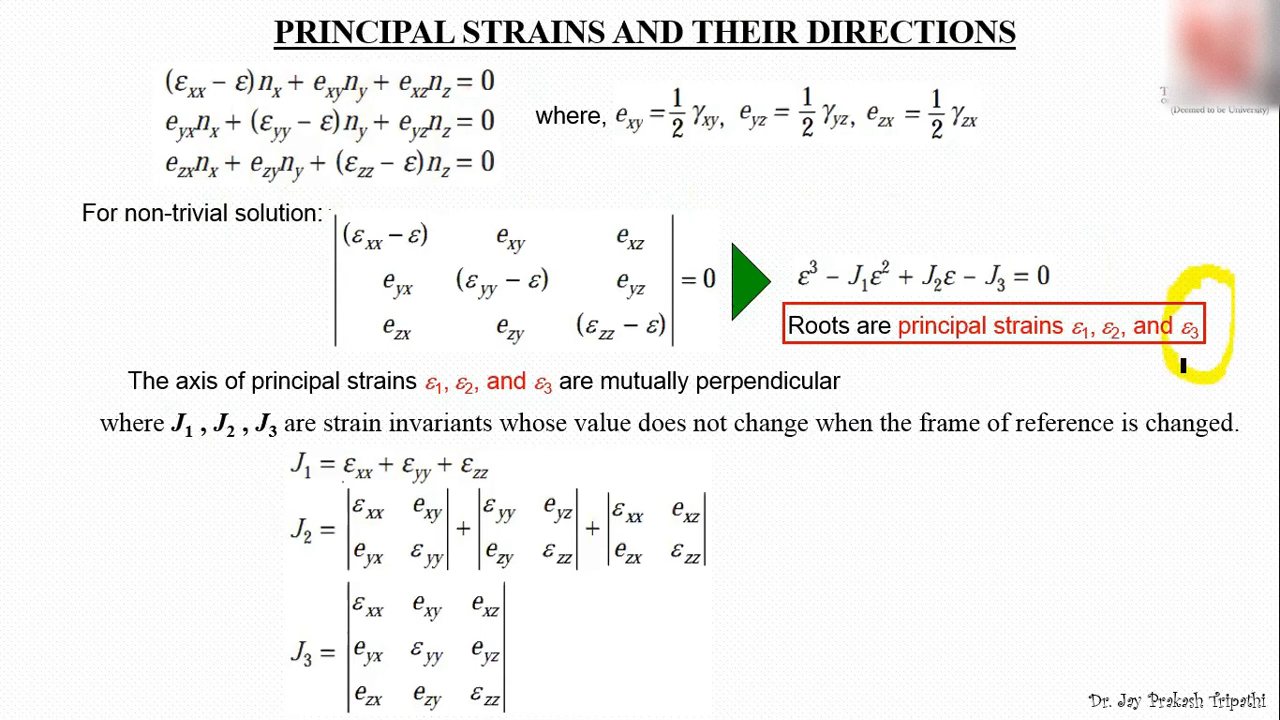 PRINCIPAL STRAINS AND THEIR DIRECTIONS
(εxx − ε)nx + exyny + exznz = 0
eyxnx + (εyy − ε)ny + eyznz = 0
ezxnx + ezyny + (εzz − ε)nz = 0
where, exy = 1/2 γxy, eyz = 1/2 γyz, ezx = 1/2 γzx
(Deemed to be University)
For non-trivial solution:
|(εxx − ε) exy exz|
|eyx (εyy − ε) eyz| = 0
|ezx ezy (εzz − ε)|
ε³ − J₁ε² + J₂ε − J₃ = 0
Roots are principal strains ε₁, ε₂, and ε₃
The axis of principal strains ε₁, ε₂, and ε₃ are mutually perpendicular
where J₁ , J₂ , J₃ are strain invariants whose value does not change when the frame of reference is changed.
J₁ = εxx + εyy + εzz
J₂ = |εxx exy; eyx εyy| + |εyy eyz; ezy εzz| + |εxx exz; ezx εzz|
J₃ = |εxx exy exz; eyx εyy eyz; ezx ezy εzz|
Dr. Jay Prakash Tripathi